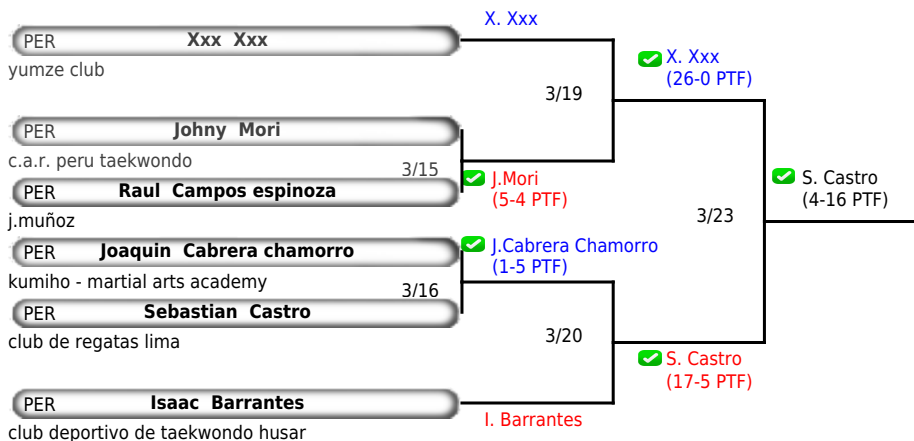 PER Xxx Xxx
yumze club
X. Xxx
3/19
X. Xxx
(26-0 PTF)
PER Johny Mori
c.a.r. peru taekwondo
3/15
PER Raul Campos espinoza
j.muñoz
J.Mori
(5-4 PTF)
3/23
S. Castro
(4-16 PTF)
PER Joaquin Cabrera chamorro
kumiho - martial arts academy
3/16
PER Sebastian Castro
club de regatas lima
J.Cabrera Chamorro
(1-5 PTF)
3/20
S. Castro
(17-5 PTF)
PER Isaac Barrantes
club deportivo de taekwondo husar
I. Barrantes